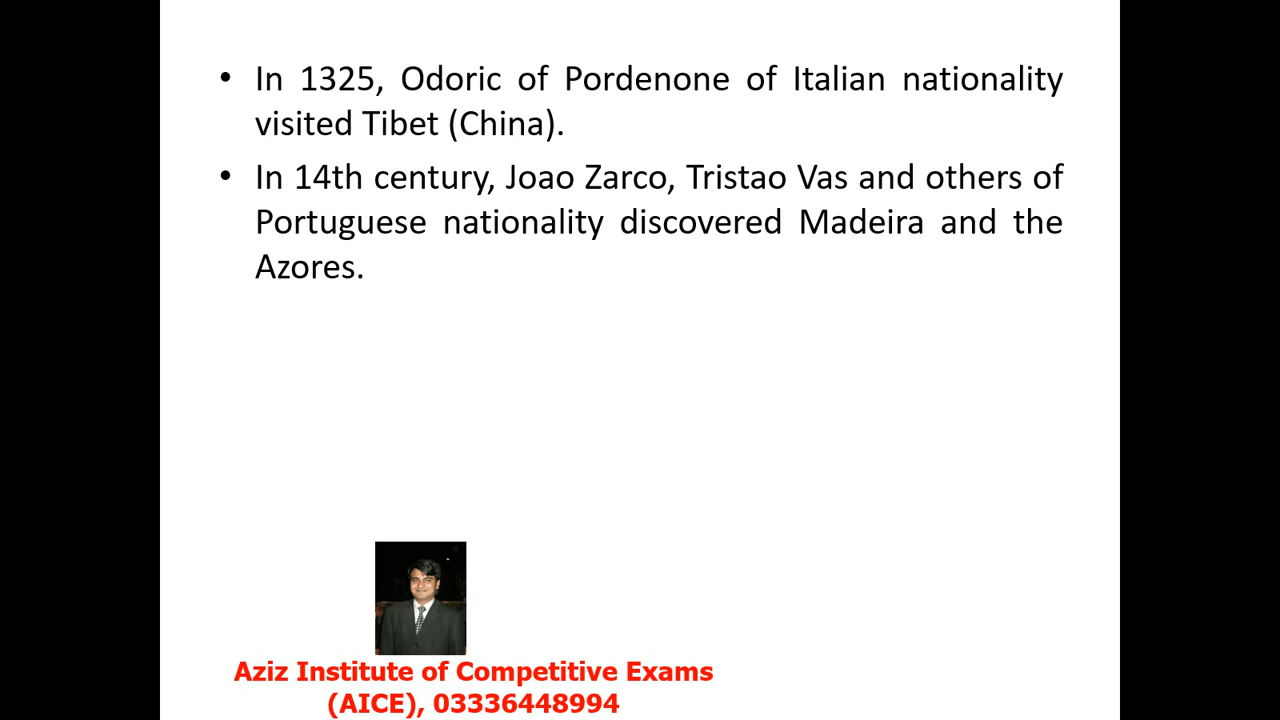 • In 1325, Odoric of Pordenone of Italian nationality
visited Tibet (China).
• In 14th century, Joao Zarco, Tristao Vas and others of
Portuguese nationality discovered Madeira and the
Azores.
Aziz Institute of Competitive Exams
(AICE), 03336448994